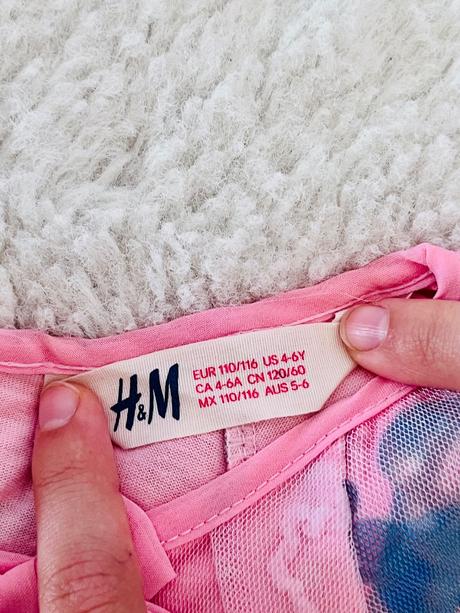 H&M
EUR 110/116 US 4-6Y
CA 4-6A CN 120/60
MX 110/116 AUS 5-6